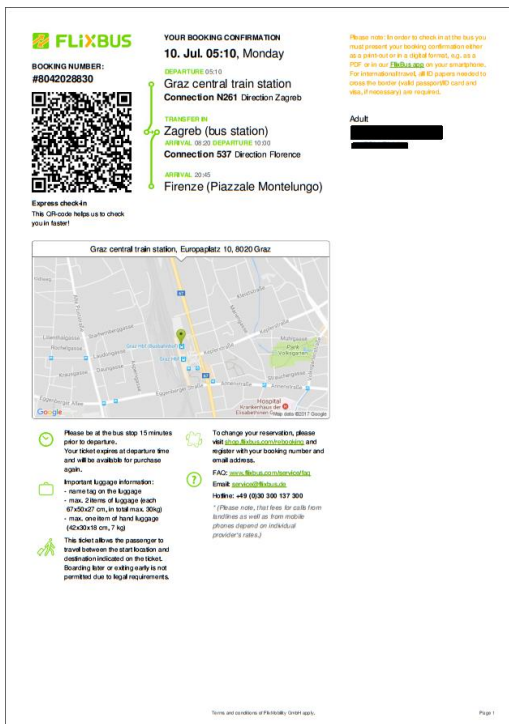 FLiXBUS
BOOKING NUMBER:
#8042028830
Express check-in
This QR-code helps us to check
you in faster!
YOUR BOOKING CONFIRMATION
10. Jul. 05:10, Monday
DEPARTURE 05:10
Graz central train station
Connection N261 Direction Zagreb
TRANSFER IN
Zagreb (bus station)
ARRIVAL 08:20 DEPARTURE 10:00
Connection 537 Direction Florence
ARRIVAL 20:45
Firenze (Piazzale Montelungo)
Please note: In order to check in at the bus you
must present your booking confirmation either
as a print-out or in a digital format, e.g. as a
PDF or in our FlixBus app on your smartphone.
For international travel, all ID papers needed to
cross the border (valid passport/ID card and
visa, if necessary) are required.
Adult
Graz central train station, Europaplatz 10, 8020 Graz
Google
Map data ©2017 Google
Please be at the bus stop 15 minutes
prior to departure.
Your ticket expires at departure time
and will be available for purchase
again.
Important luggage information:
- name tag on the luggage
- max. 2 items of luggage (each
67x50x27 cm, in total max. 30kg)
- max. one item of hand luggage
(42x30x18 cm, 7 kg)
This ticket allows the passenger to
travel between the start location and
destination indicated on the ticket.
Boarding later or exiting early is not
permitted due to legal requirements.
To change your reservation, please
visit shop.flixbus.com/rebooking and
register with your booking number and
email address.
FAQ: www.flixbus.com/service/faq
Email: service@flixbus.de
Hotline: +49 (0)30 300 137 300
* (Please note, that fees for calls from
landlines as well as from mobile
phones depend on individual
provider's rates.)
Terms and conditions of FlixMobility GmbH apply.
Page 1